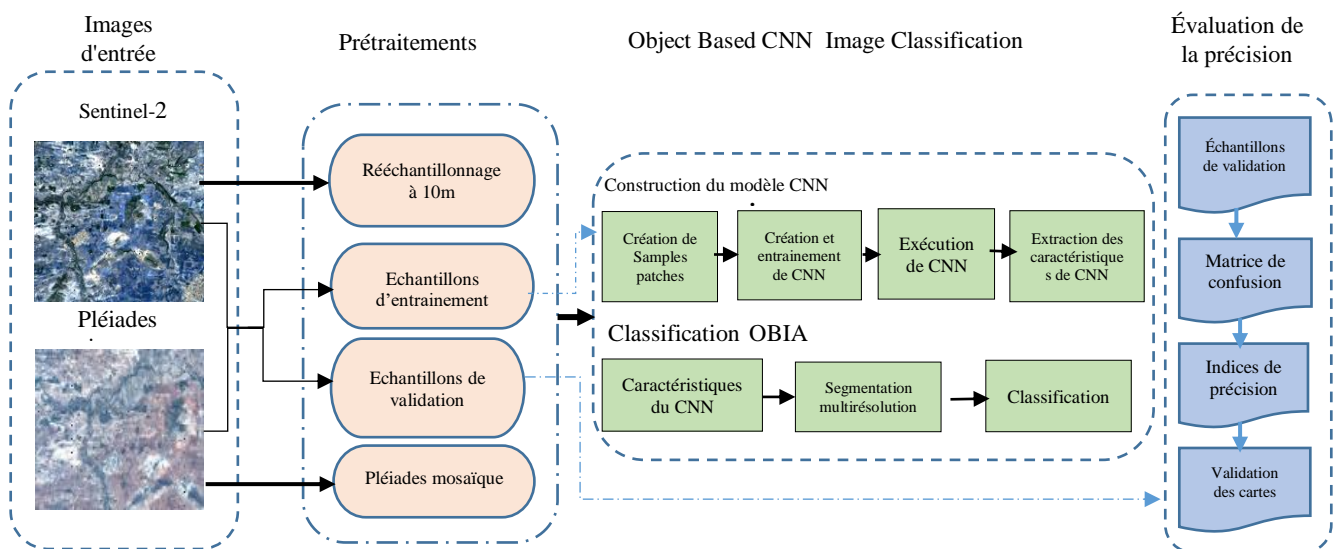 Images
d'entrée
Prétraitements
Object Based CNN Image Classification
Évaluation de
la précision
Sentinel-2
Pléiades
Rééchantillonnage
à 10m
Echantillons
d'entrainement
Echantillons de
validation
Pléiades mosaïque
Construction du modèle CNN
Création de
Samples
patches
Création et
entrainement
de CNN
Exécution
de CNN
Extraction des
caractéristique
s de CNN
Classification OBIA
Caractéristiques
du CNN
Segmentation
multirésolution
Classification
Échantillons
de validation
Matrice de
confusion
Indices de
précision
Validation
des cartes